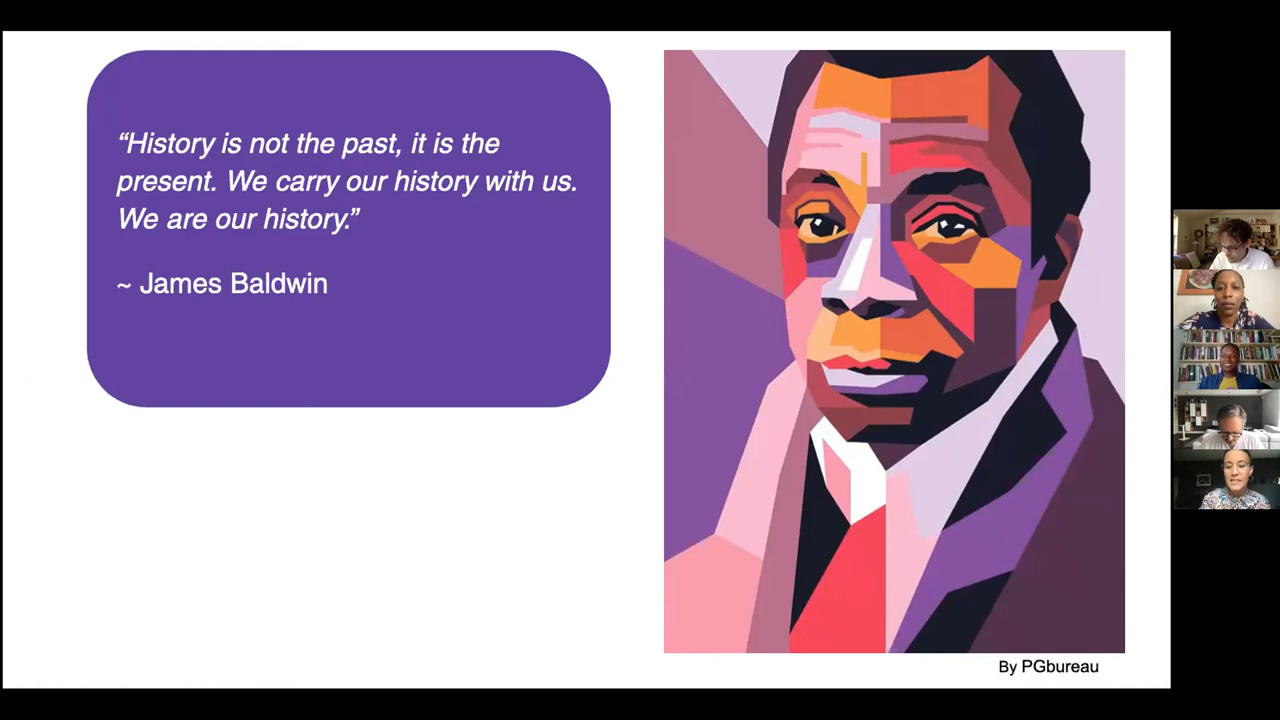 “History is not the past, it is the
present. We carry our history with us.
We are our history.”
~ James Baldwin
By PGbureau